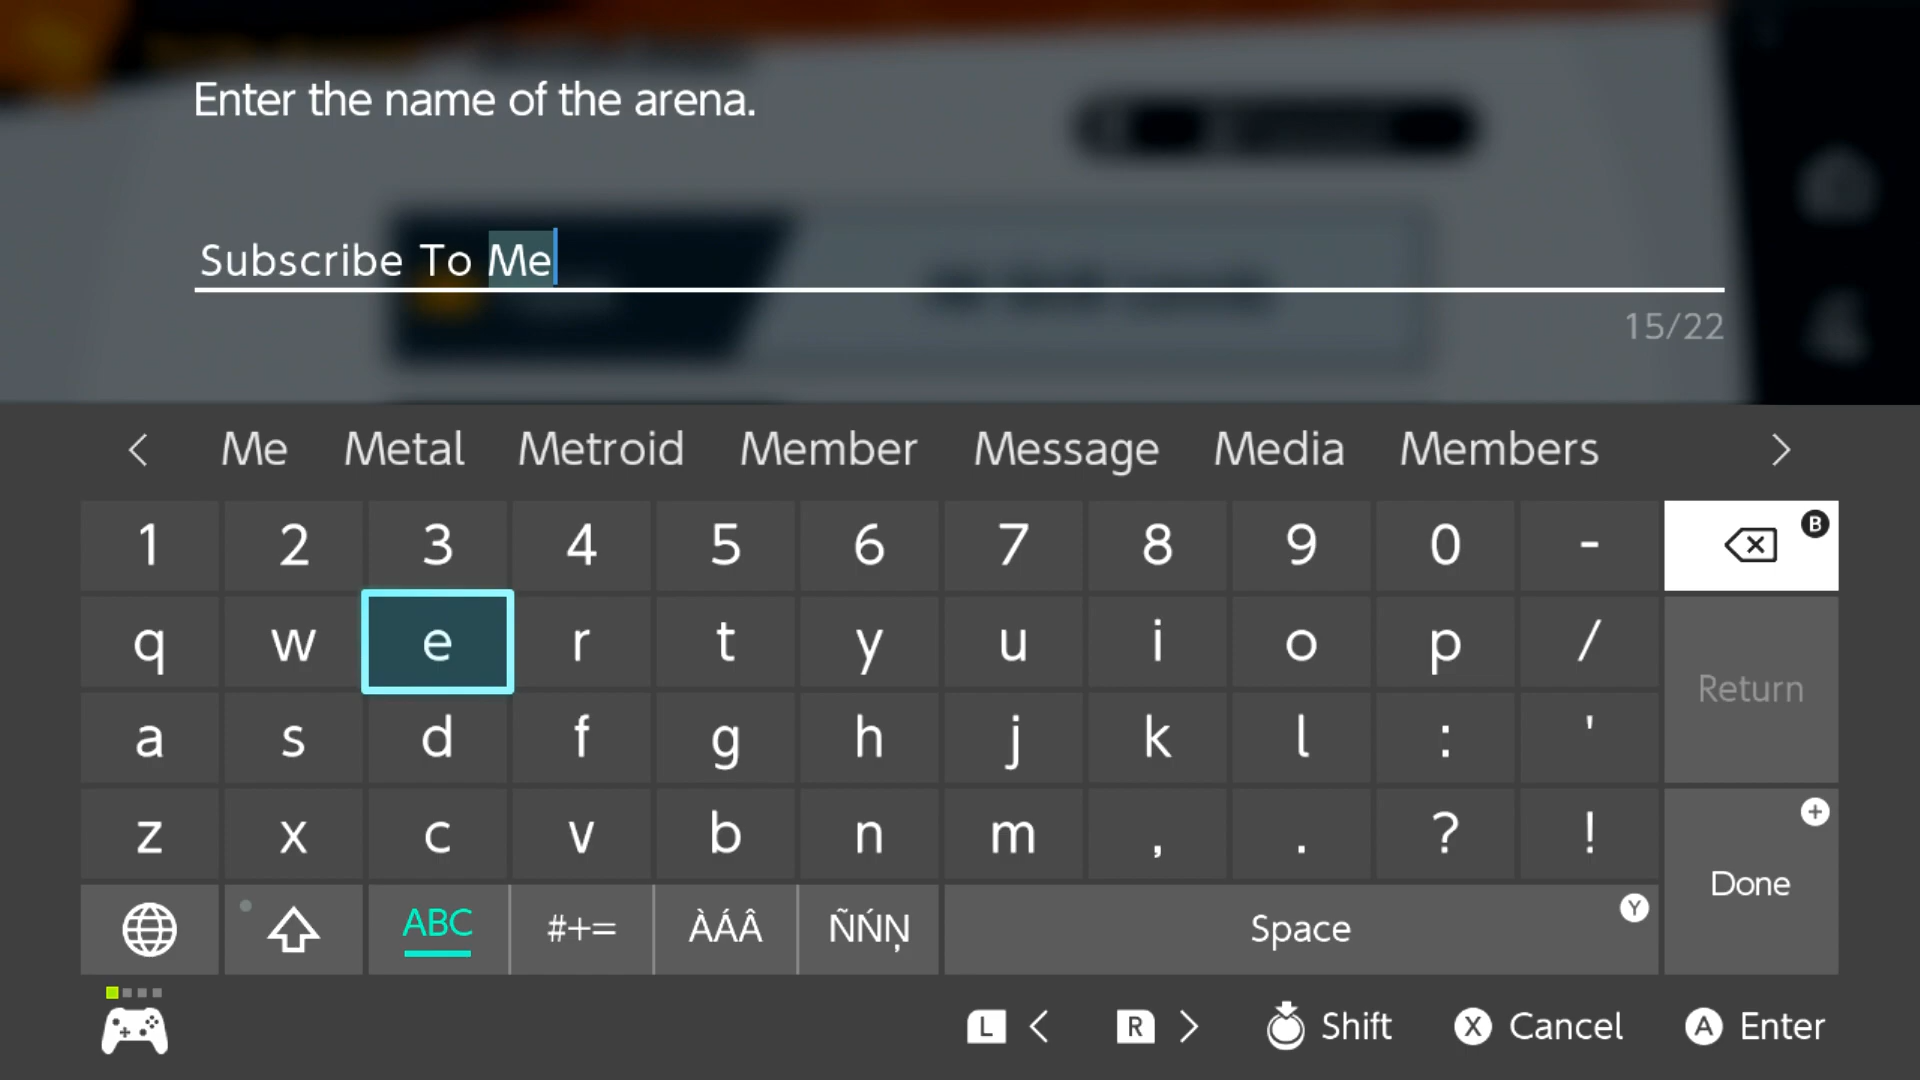 Enter the name of the arena.
Subscribe To Me
15/22
< Me Metal Metroid Member Message Media Members >
1 2 3 4 5 6 7 8 9 0 - B
q w e r t y u i o p /
Return
a s d f g h j k l : '
z x c v b n m , . ? ! +
Done
ABC #+= ÀÁÂ ÑŃŅ Space Y
L < R > Shift X Cancel A Enter